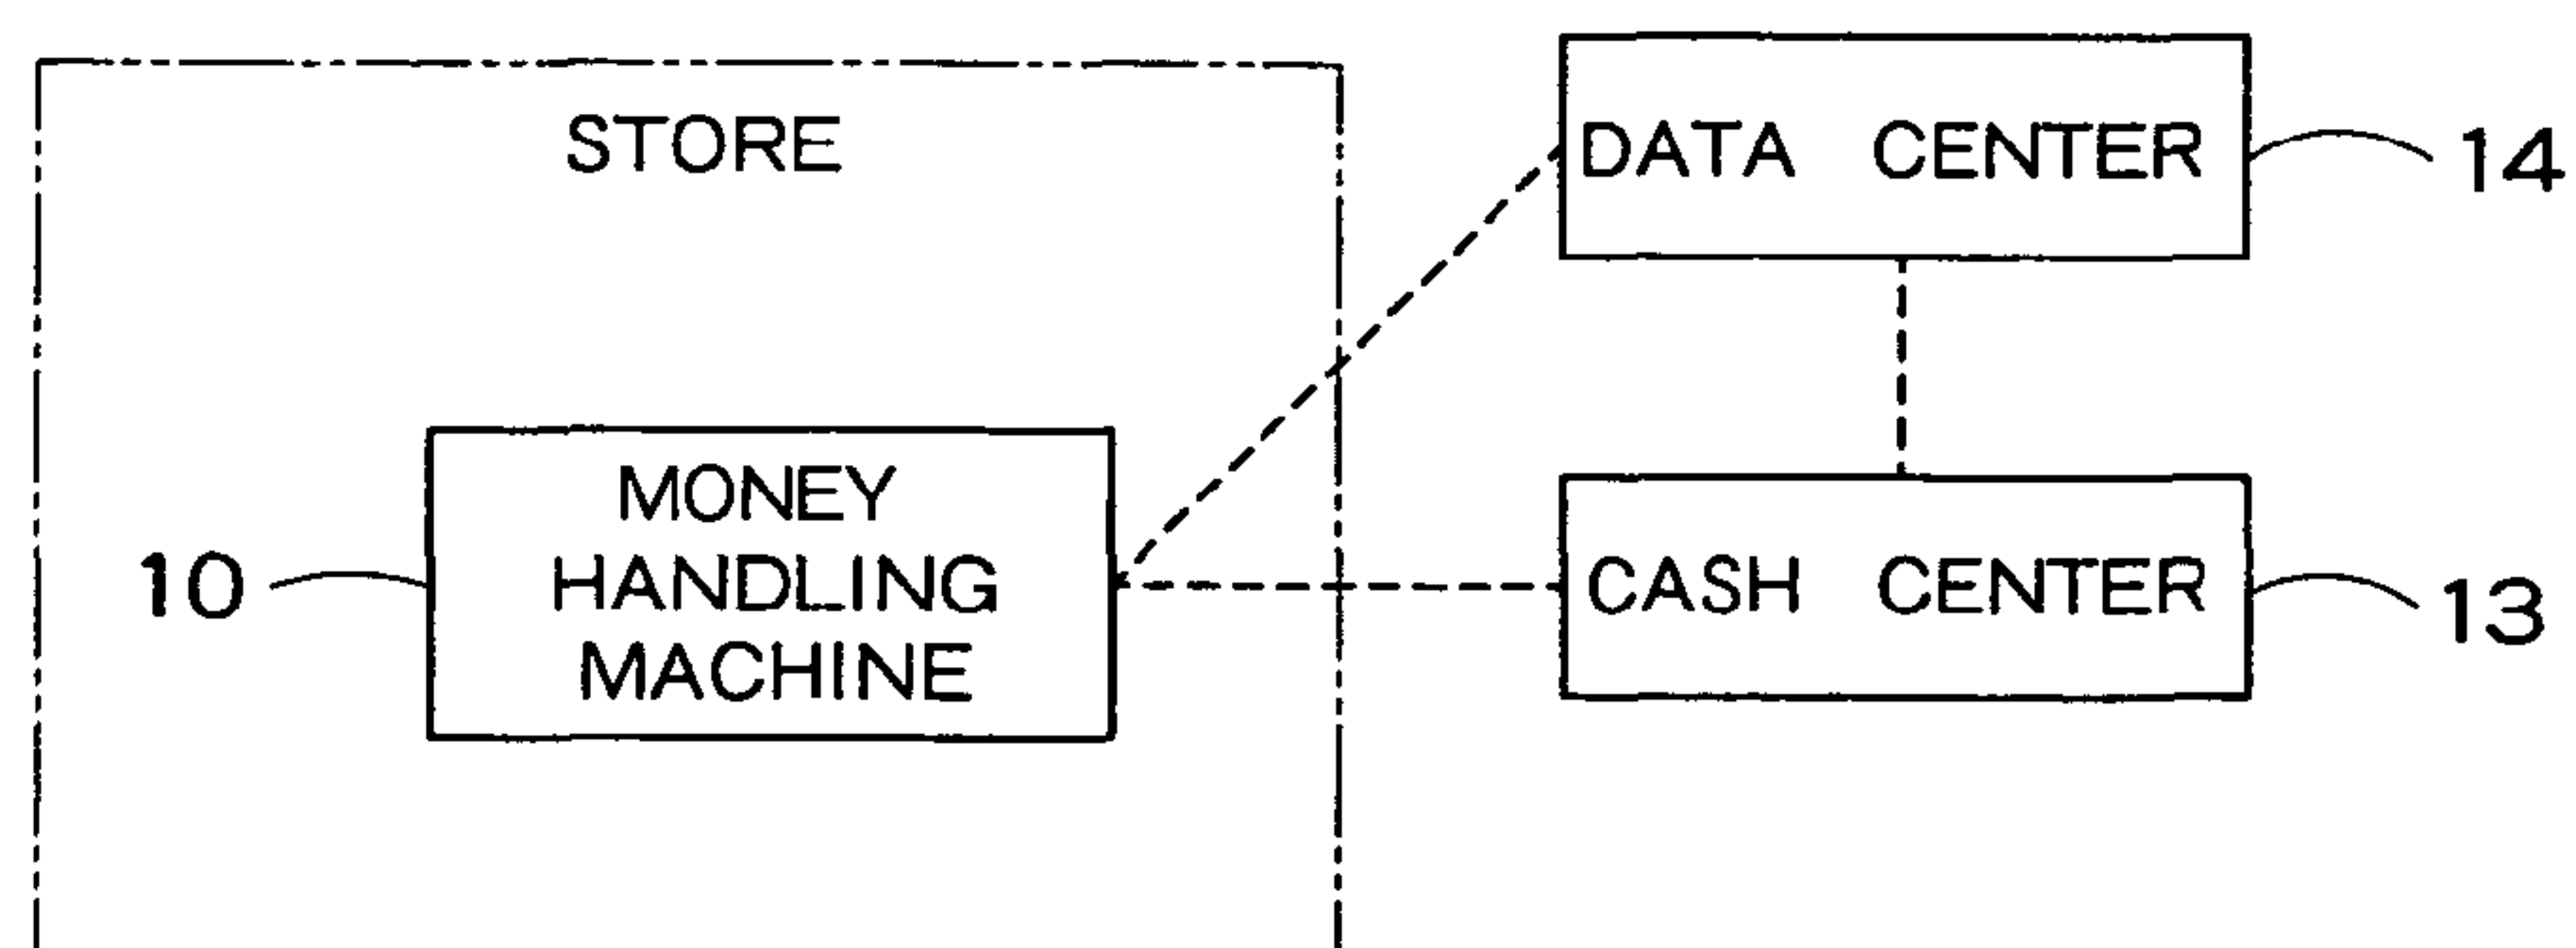 STORE
DATA CENTER
14
MONEY
HANDLING
MACHINE
10
CASH CENTER
13